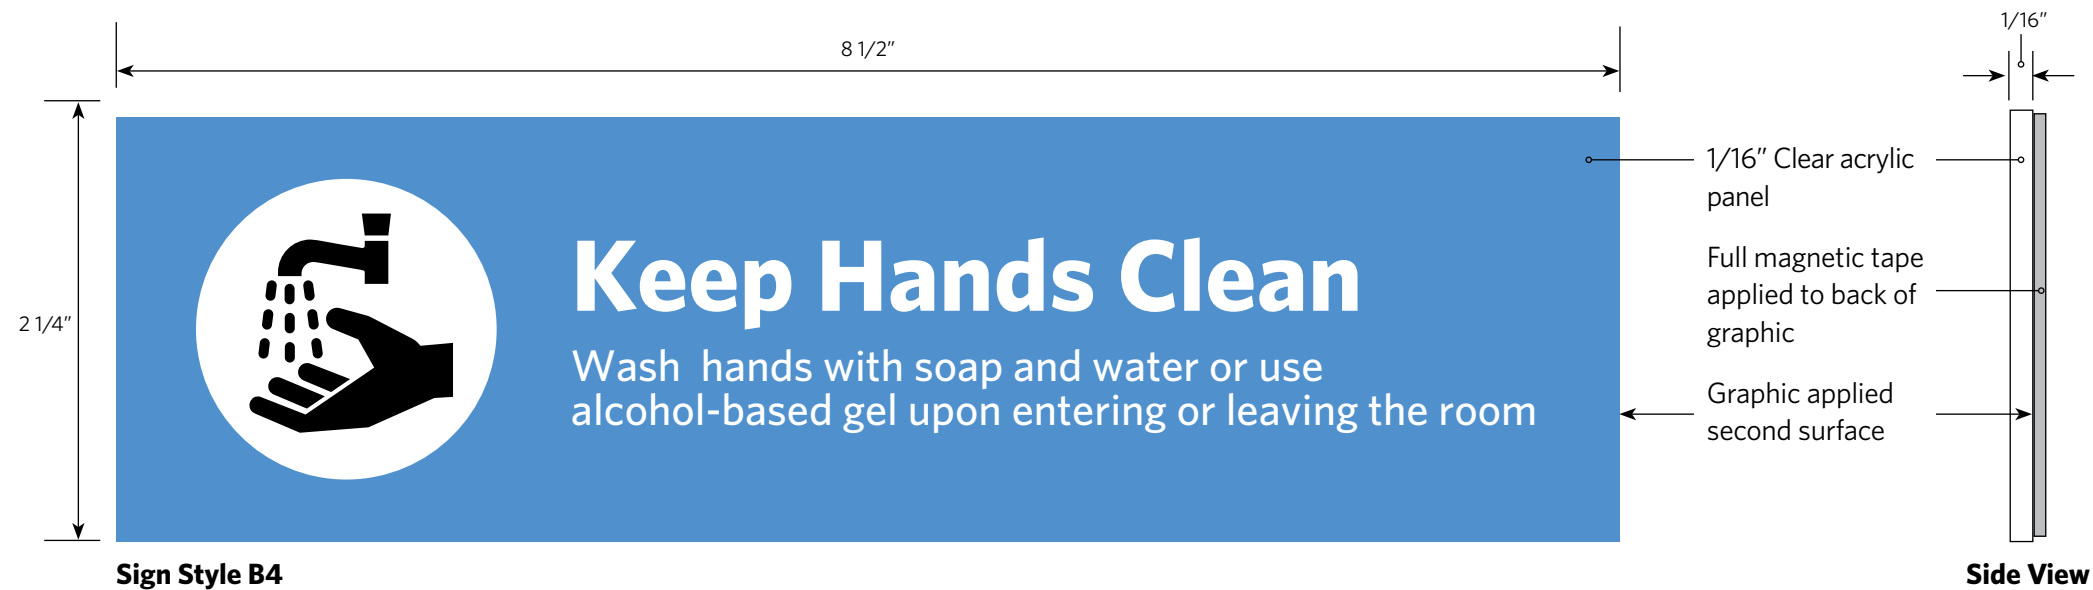 8 1/2”
1/16”
2 1/4”
Keep Hands Clean
Wash  hands with soap and water or use
alcohol-based gel upon entering or leaving the room
1/16” Clear acrylic
panel
Full magnetic tape
applied to back of
graphic
Graphic applied
second surface
Sign Style B4
Side View